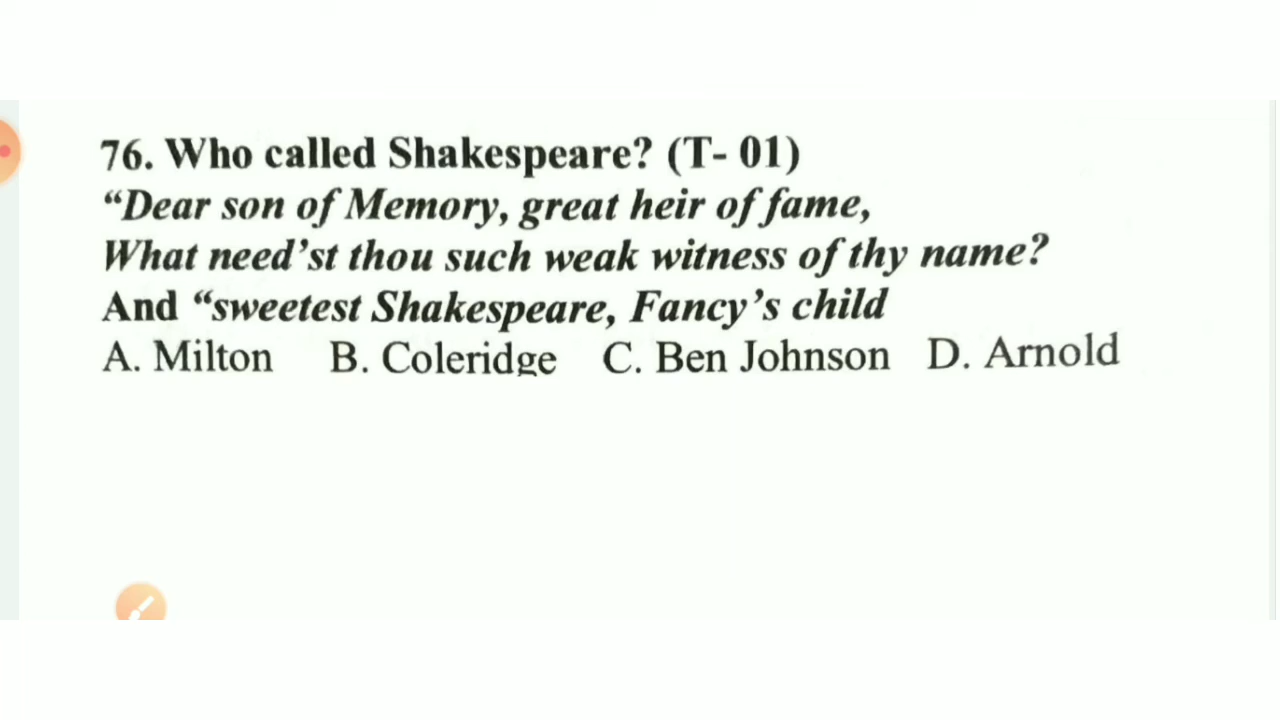 76. Who called Shakespeare? (T- 01)
“Dear son of Memory, great heir of fame,
What need’st thou such weak witness of thy name?
And “sweetest Shakespeare, Fancy’s child
A. Milton B. Coleridge C. Ben Johnson D. Arnold